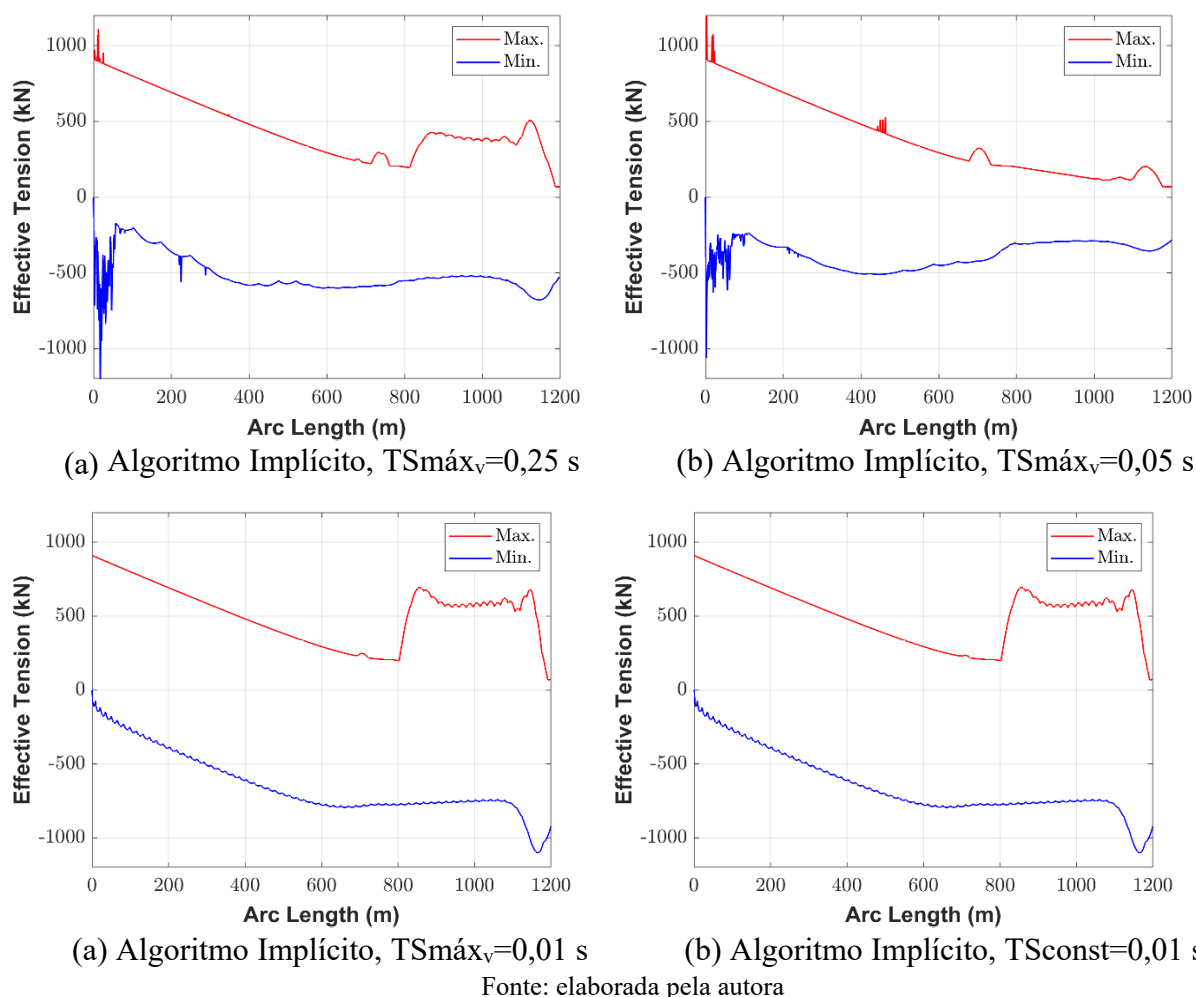 1000
500
0
-500
-1000
Effective Tension (kN)
Max.
Min.
0 200 400 600 800 1000 1200
Arc Length (m)
(a) Algoritmo Implícito, TSmáxv=0,25 s
1000
500
0
-500
-1000
Effective Tension (kN)
Max.
Min.
0 200 400 600 800 1000 1200
Arc Length (m)
(b) Algoritmo Implícito, TSmáxv=0,05 s
1000
500
0
-500
-1000
Effective Tension (kN)
Max.
Min.
0 200 400 600 800 1000 1200
Arc Length (m)
(a) Algoritmo Implícito, TSmáxv=0,01 s
1000
500
0
-500
-1000
Effective Tension (kN)
Max.
Min.
0 200 400 600 800 1000 1200
Arc Length (m)
(b) Algoritmo Implícito, TSconst=0,01 s
Fonte: elaborada pela autora